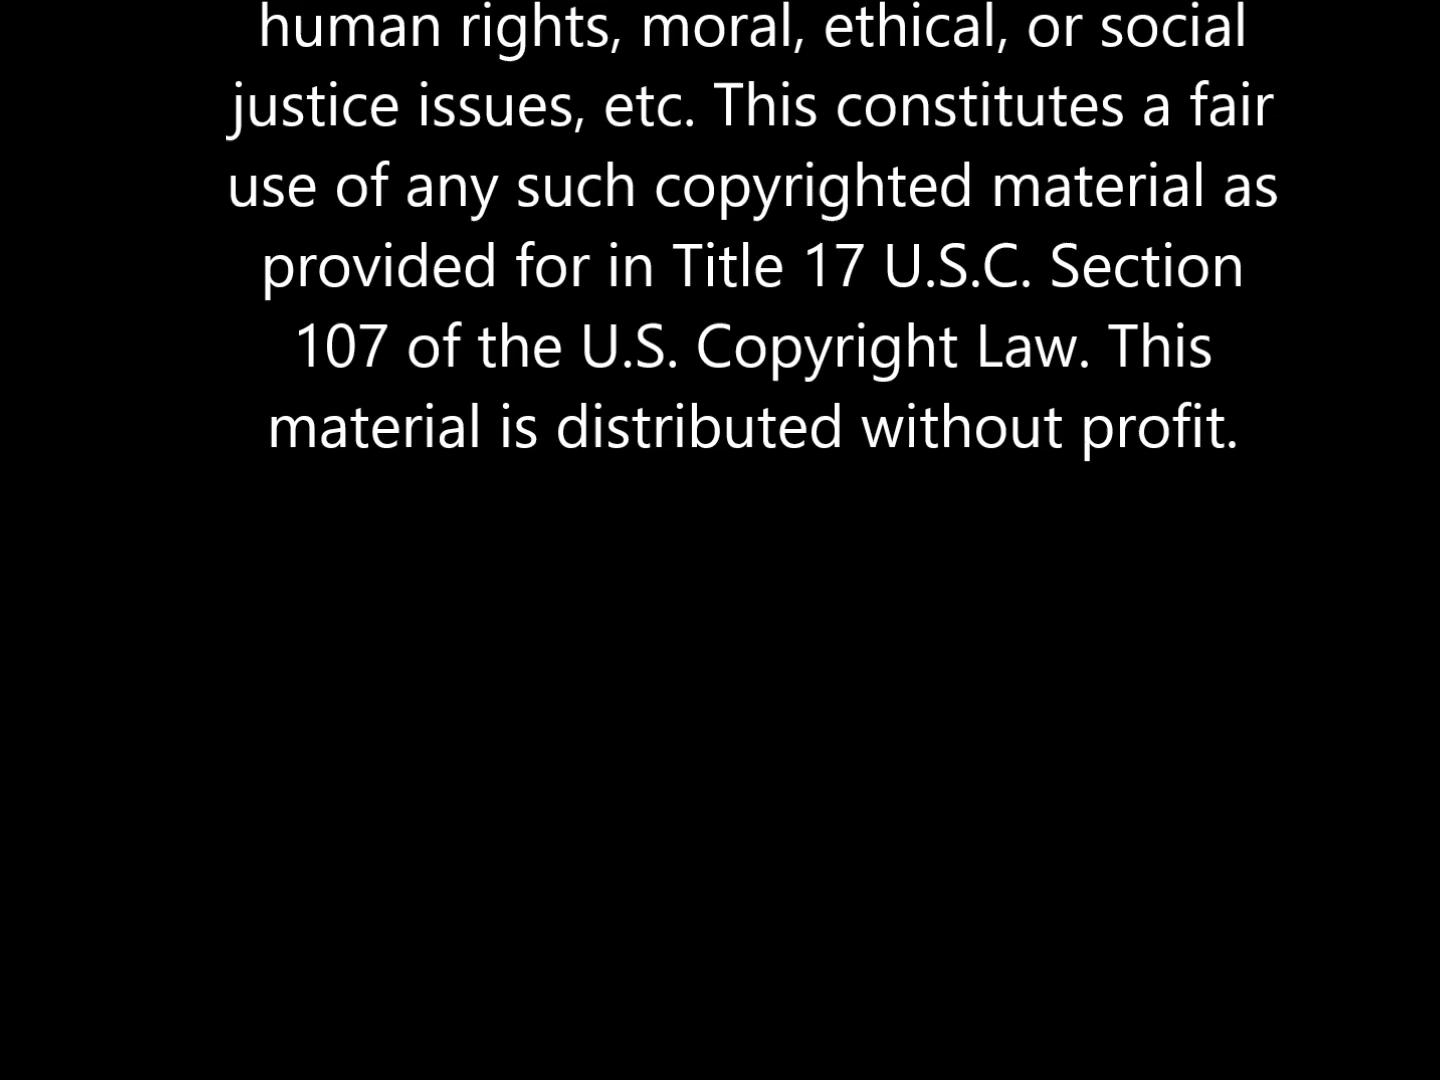 human rights, moral, ethical, or social
justice issues, etc. This constitutes a fair
use of any such copyrighted material as
provided for in Title 17 U.S.C. Section
107 of the U.S. Copyright Law. This
material is distributed without profit.